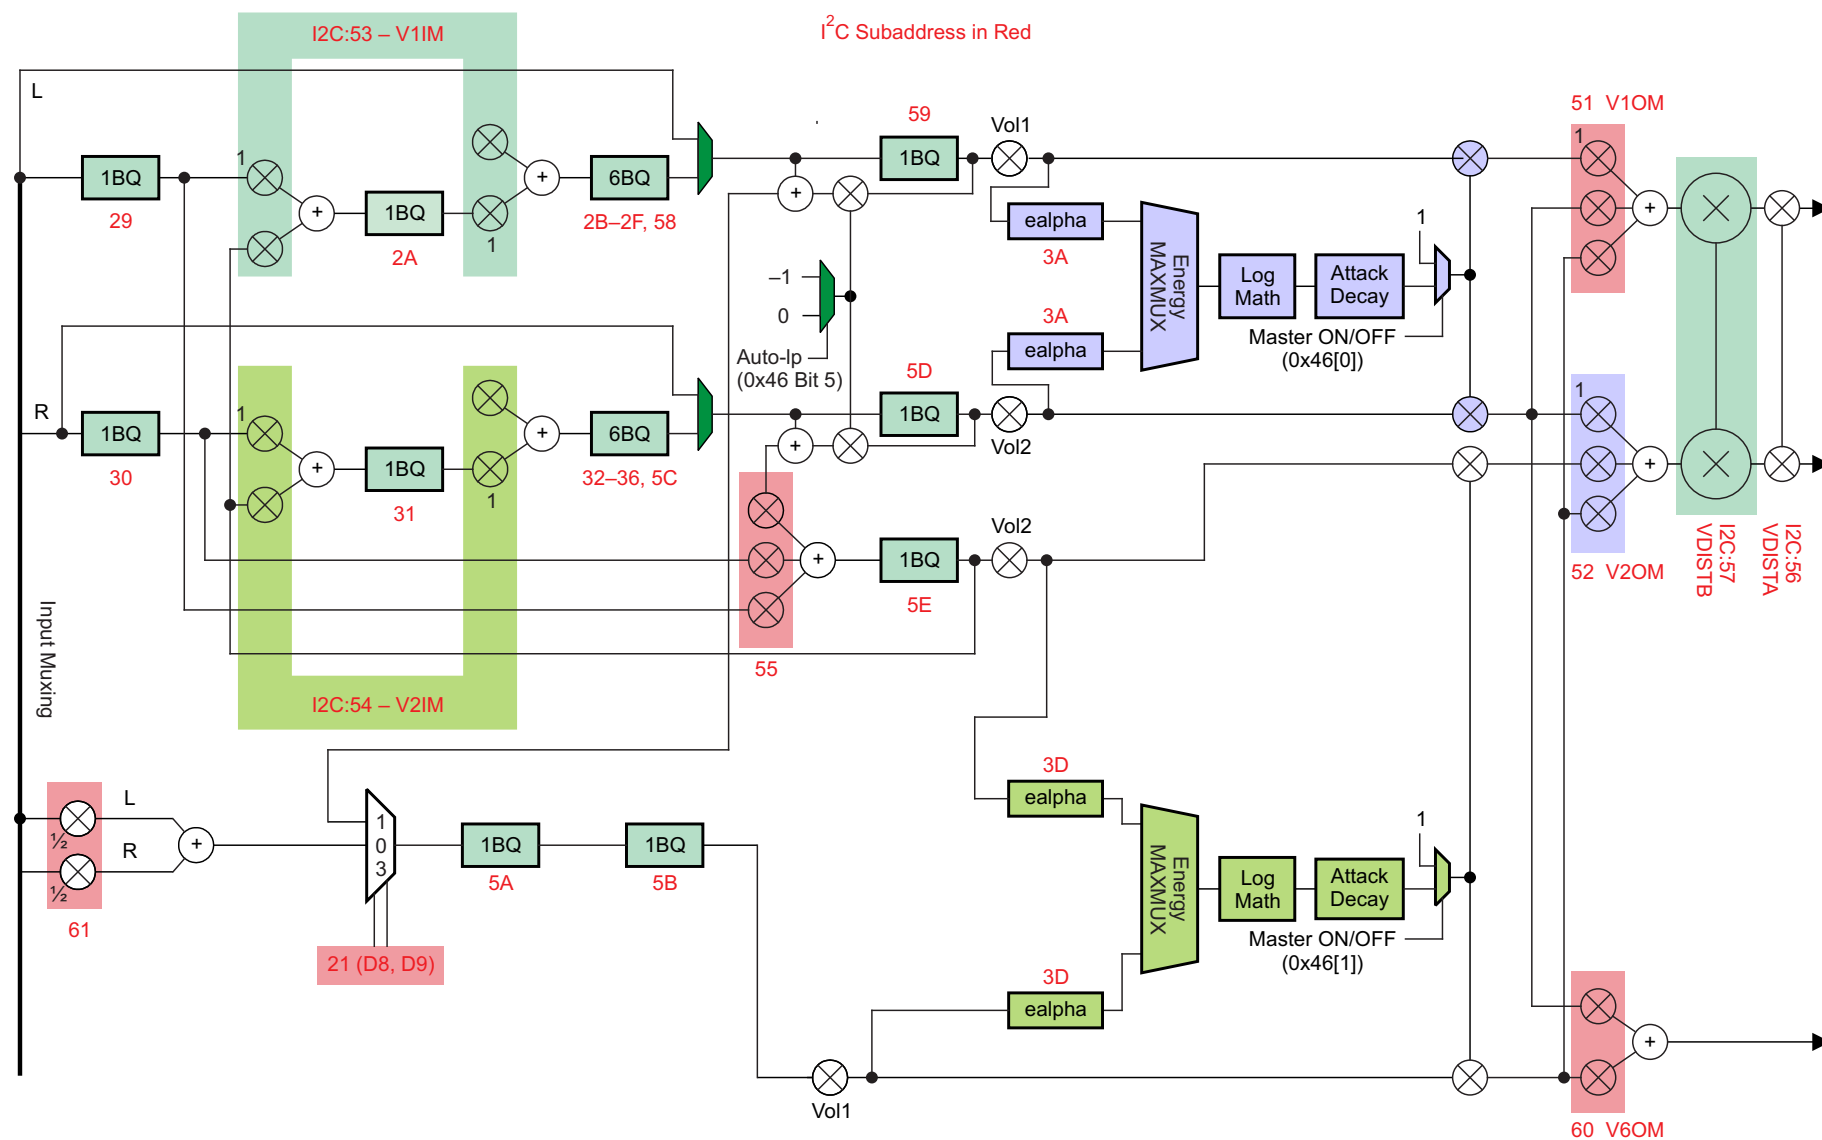 I2C:53 – V1IM
I²C Subaddress in Red
L
1BQ
29
1
+
1BQ
2A
1
+
6BQ
2B–2F, 58
59
1BQ
+
Vol1
ealpha
3A
3A
ealpha
Energy
MAXMUX
Log
Math
Attack
Decay
1
Master ON/OFF
(0x46[0])
51 V1OM
1
+
–1
0
Auto-lp
(0x46 Bit 5)
R
1BQ
30
1
+
1BQ
31
1
+
6BQ
32–36, 5C
5D
1BQ
+
Vol2
1
+
52 V2OM
I2C:57
VDISTB
I2C:56
VDISTA
+
1BQ
5E
Vol2
55
I2C:54 – V2IM
Input Muxing
L
½
R
½
61
+
1
0
3
21 (D8, D9)
1BQ
5A
1BQ
5B
3D
ealpha
3D
ealpha
Energy
MAXMUX
Log
Math
Attack
Decay
1
Master ON/OFF
(0x46[1])
Vol1
+
60 V6OM